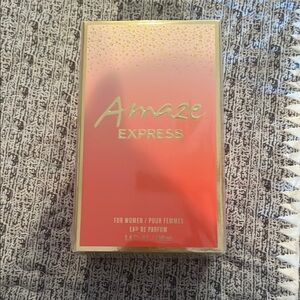 Amaze
EXPRESS
FOR WOMEN / POUR FEMMES
EAU DE PARFUM